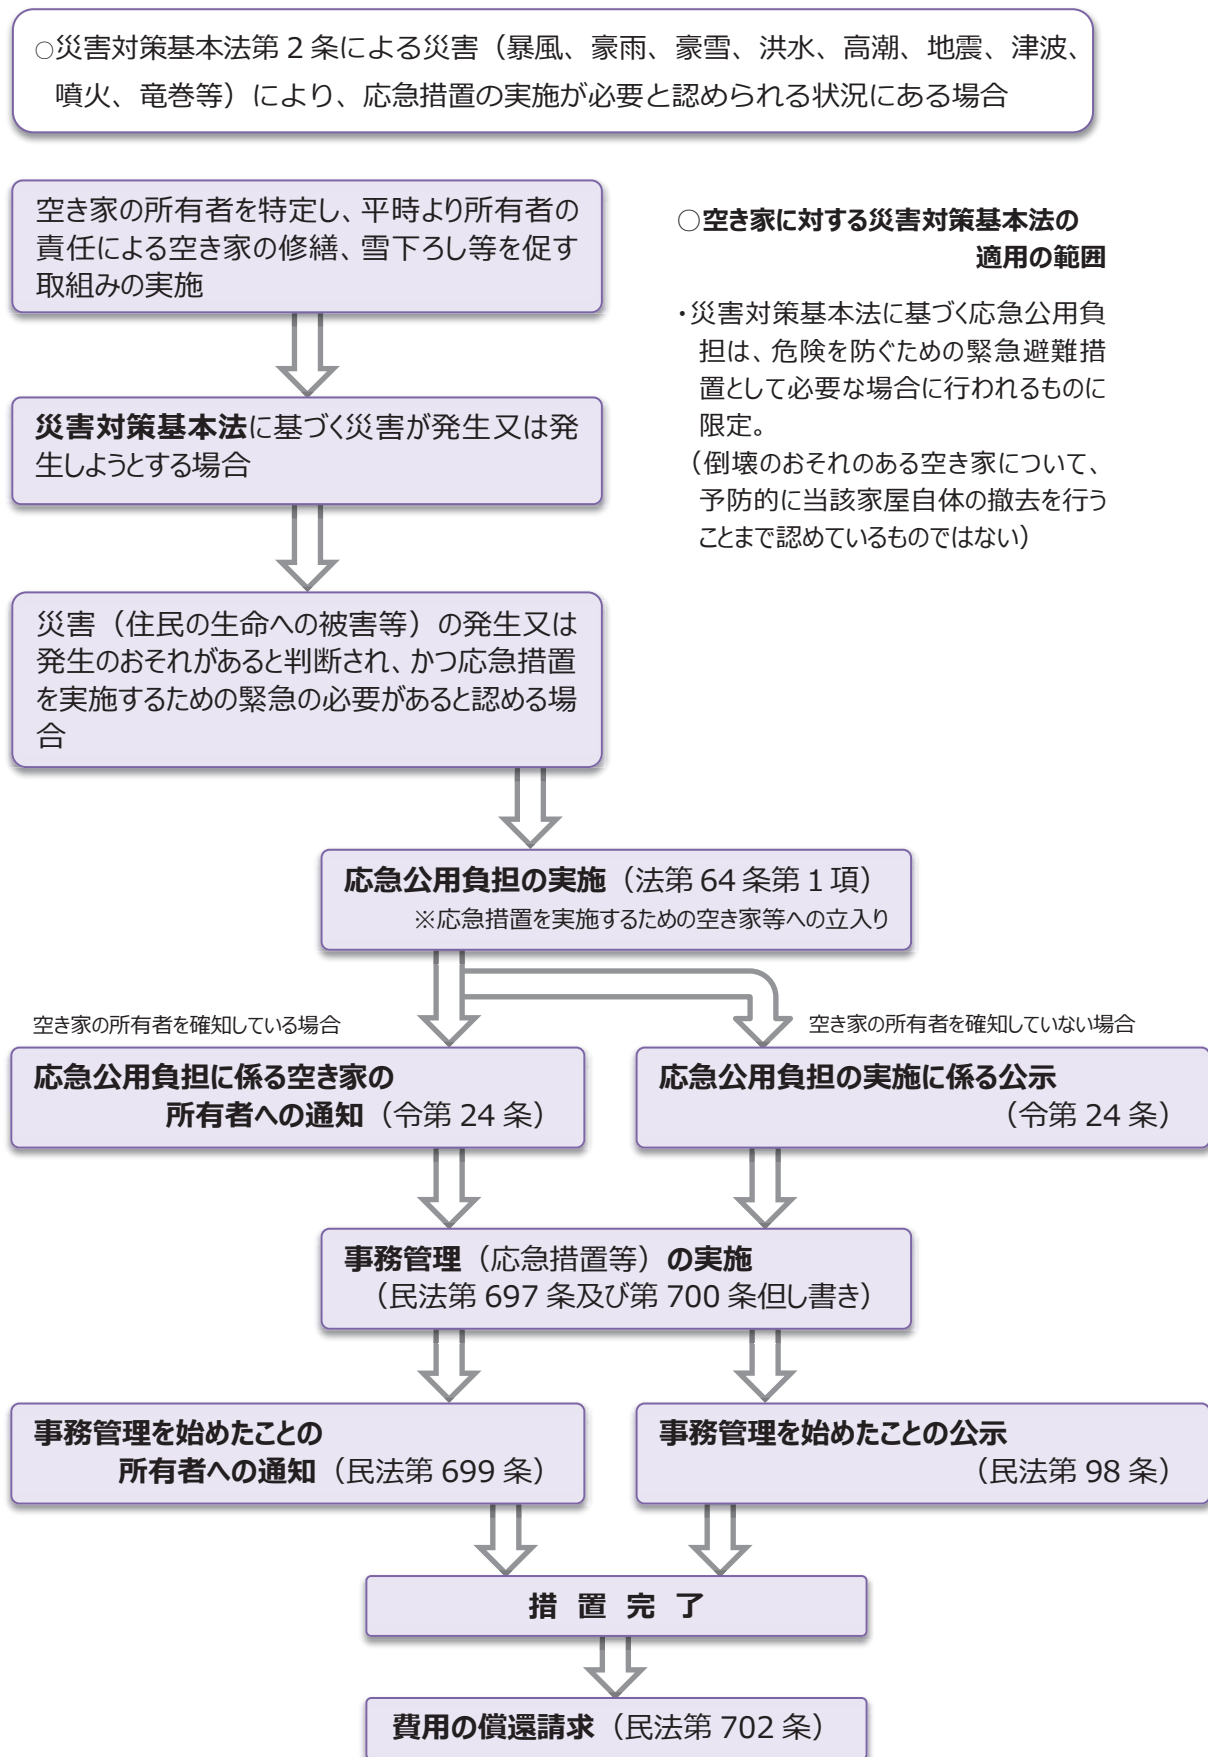 ○災害対策基本法第２条による災害（暴風、豪雨、豪雪、洪水、高潮、地震、津波、
噴火、竜巻等）により、応急措置の実施が必要と認められる状況にある場合
空き家の所有者を特定し、平時より所有者の
責任による空き家の修繕、雪下ろし等を促す
取組みの実施
○空き家に対する災害対策基本法の
適用の範囲
・災害対策基本法に基づく応急公用負
担は、危険を防ぐための緊急避難措
置として必要な場合に行われるものに
限定。
（倒壊のおそれのある空き家について、
予防的に当該家屋自体の撤去を行う
ことまで認めているものではない）
災害対策基本法に基づく災害が発生又は発
生しようとする場合
災害（住民の生命への被害等）の発生又は
発生のおそれがあると判断され、かつ応急措置
を実施するための緊急の必要があると認める場
合
応急公用負担の実施（法第 64 条第 1 項）
※応急措置を実施するための空き家等への立入り
空き家の所有者を確知している場合
空き家の所有者を確知していない場合
応急公用負担に係る空き家の
所有者への通知（令第 24 条）
応急公用負担の実施に係る公示
（令第 24 条）
事務管理（応急措置等）の実施
（民法第 697 条及び第 700 条但し書き）
事務管理を始めたことの
所有者への通知（民法第 699 条）
事務管理を始めたことの公示
（民法第 98 条）
措 置 完 了
費用の償還請求（民法第 702 条）